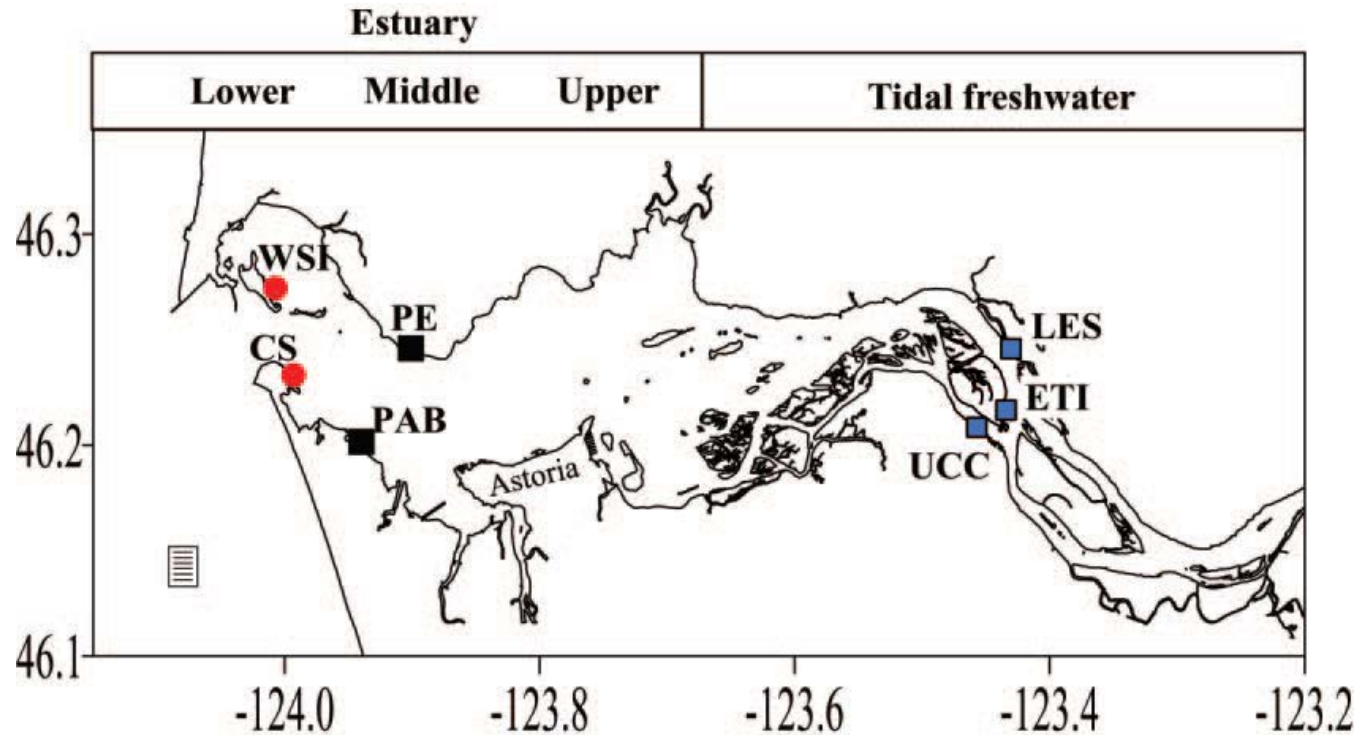 Estuary
Lower Middle Upper Tidal freshwater
46.3
WSI
PE
LES
CS
ETI
46.2
PAB
UCC
Astoria
46.1
-124.0 -123.8 -123.6 -123.4 -123.2